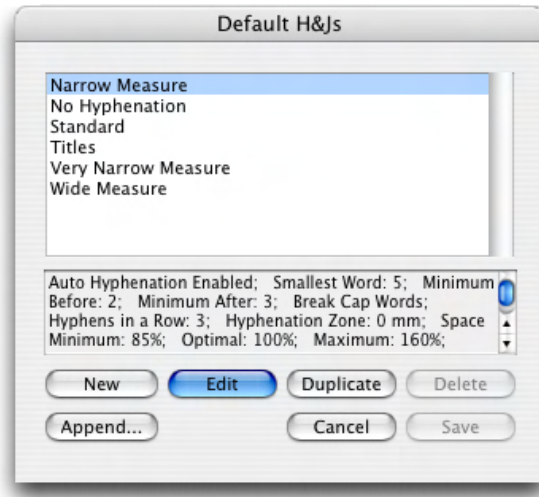 Default H&Js
Narrow Measure
No Hyphenation
Standard
Titles
Very Narrow Measure
Wide Measure
Auto Hyphenation Enabled; Smallest Word: 5; Minimum
Before: 2; Minimum After: 3; Break Cap Words;
Hyphens in a Row: 3; Hyphenation Zone: 0 mm; Space
Minimum: 85%; Optimal: 100%; Maximum: 160%;
New Edit Duplicate Delete
Append... Cancel Save